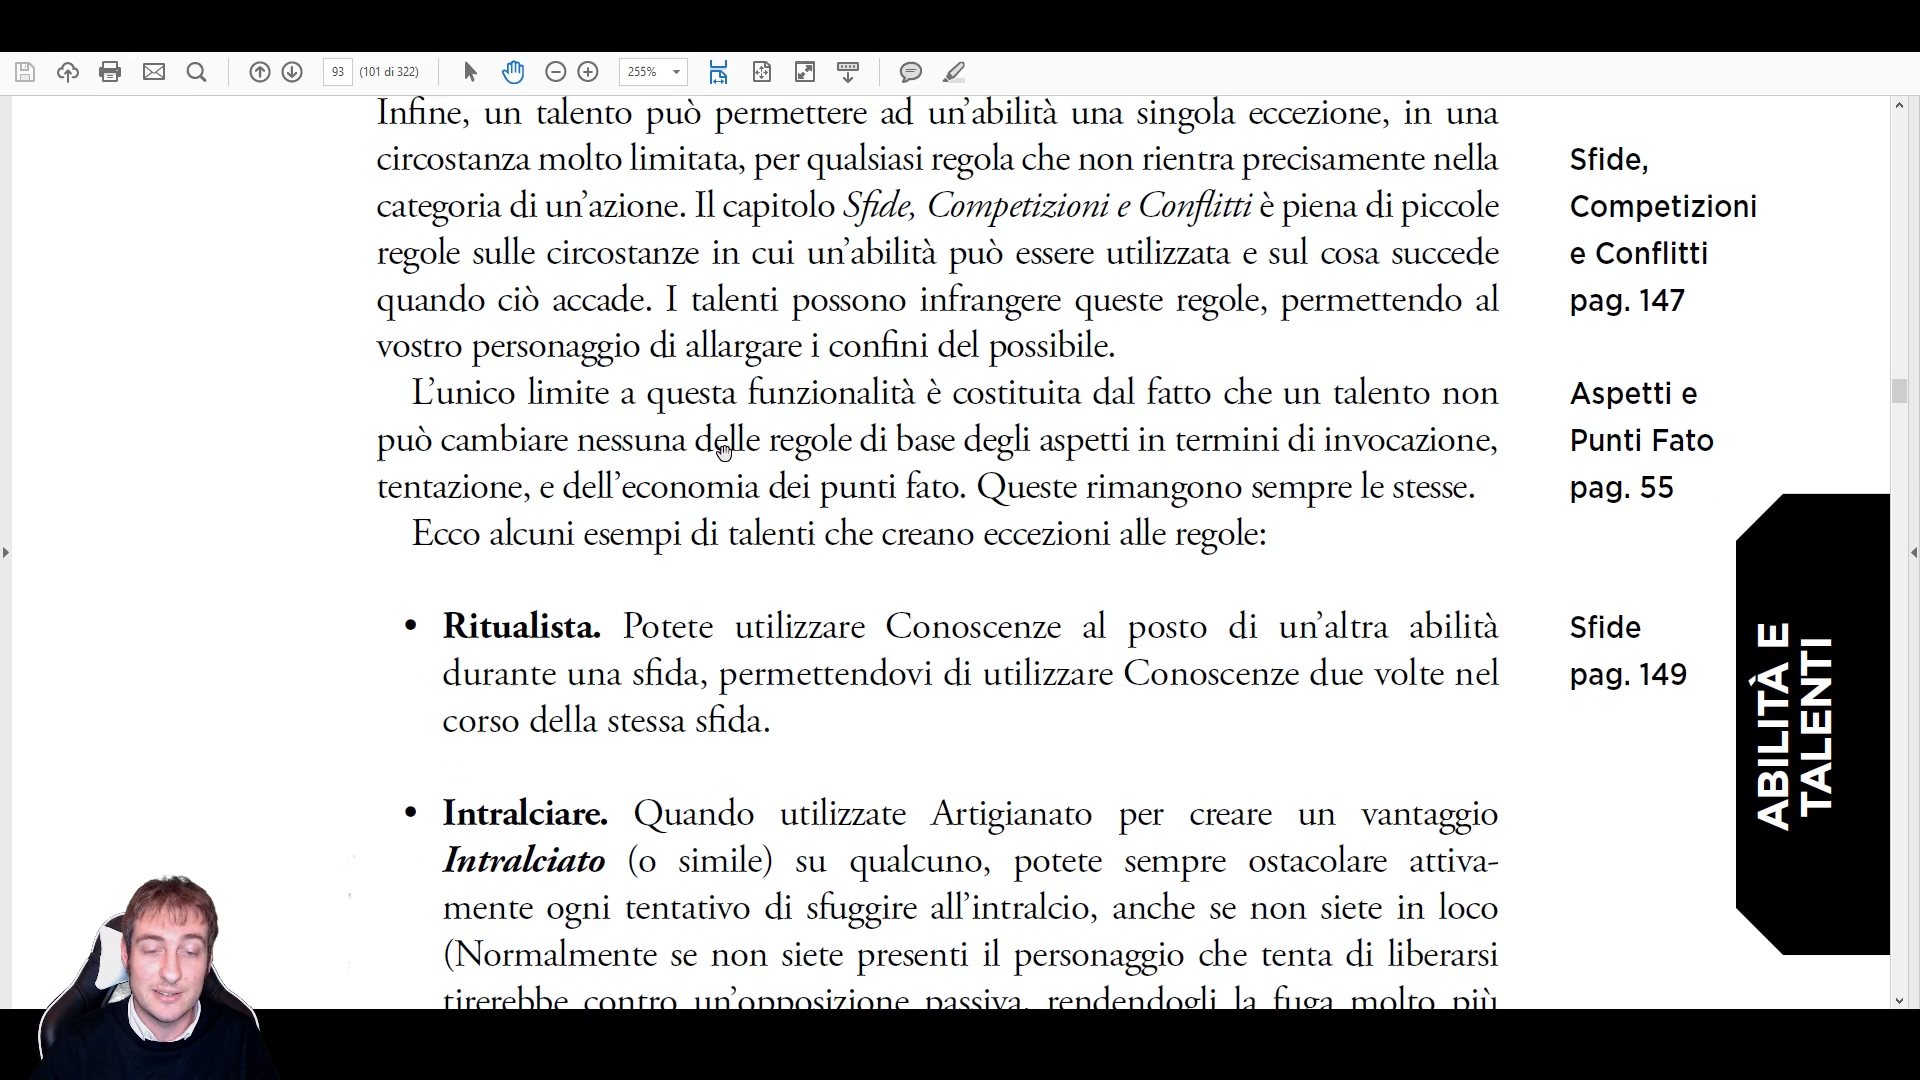 93 (101 di 322) 255%
Infine, un talento può permettere ad un'abilità una singola eccezione, in una
circostanza molto limitata, per qualsiasi regola che non rientra precisamente nella
categoria di un'azione. Il capitolo Sfide, Competizioni e Conflitti è piena di piccole
regole sulle circostanze in cui un'abilità può essere utilizzata e sul cosa succede
quando ciò accade. I talenti possono infrangere queste regole, permettendo al
vostro personaggio di allargare i confini del possibile.
L'unico limite a questa funzionalità è costituita dal fatto che un talento non
può cambiare nessuna delle regole di base degli aspetti in termini di invocazione,
tentazione, e dell'economia dei punti fato. Queste rimangono sempre le stesse.
Ecco alcuni esempi di talenti che creano eccezioni alle regole:
• Ritualista. Potete utilizzare Conoscenze al posto di un'altra abilità
durante una sfida, permettendovi di utilizzare Conoscenze due volte nel
corso della stessa sfida.
• Intralciare. Quando utilizzate Artigianato per creare un vantaggio
Intralciato (o simile) su qualcuno, potete sempre ostacolare attiva-
mente ogni tentativo di sfuggire all'intralcio, anche se non siete in loco
(Normalmente se non siete presenti il personaggio che tenta di liberarsi
tirerebbe contro un'opposizione passiva, rendendogli la fuga molto più
Sfide,
Competizioni
e Conflitti
pag. 147
Aspetti e
Punti Fato
pag. 55
Sfide
pag. 149
ABILITÀ E
TALENTI